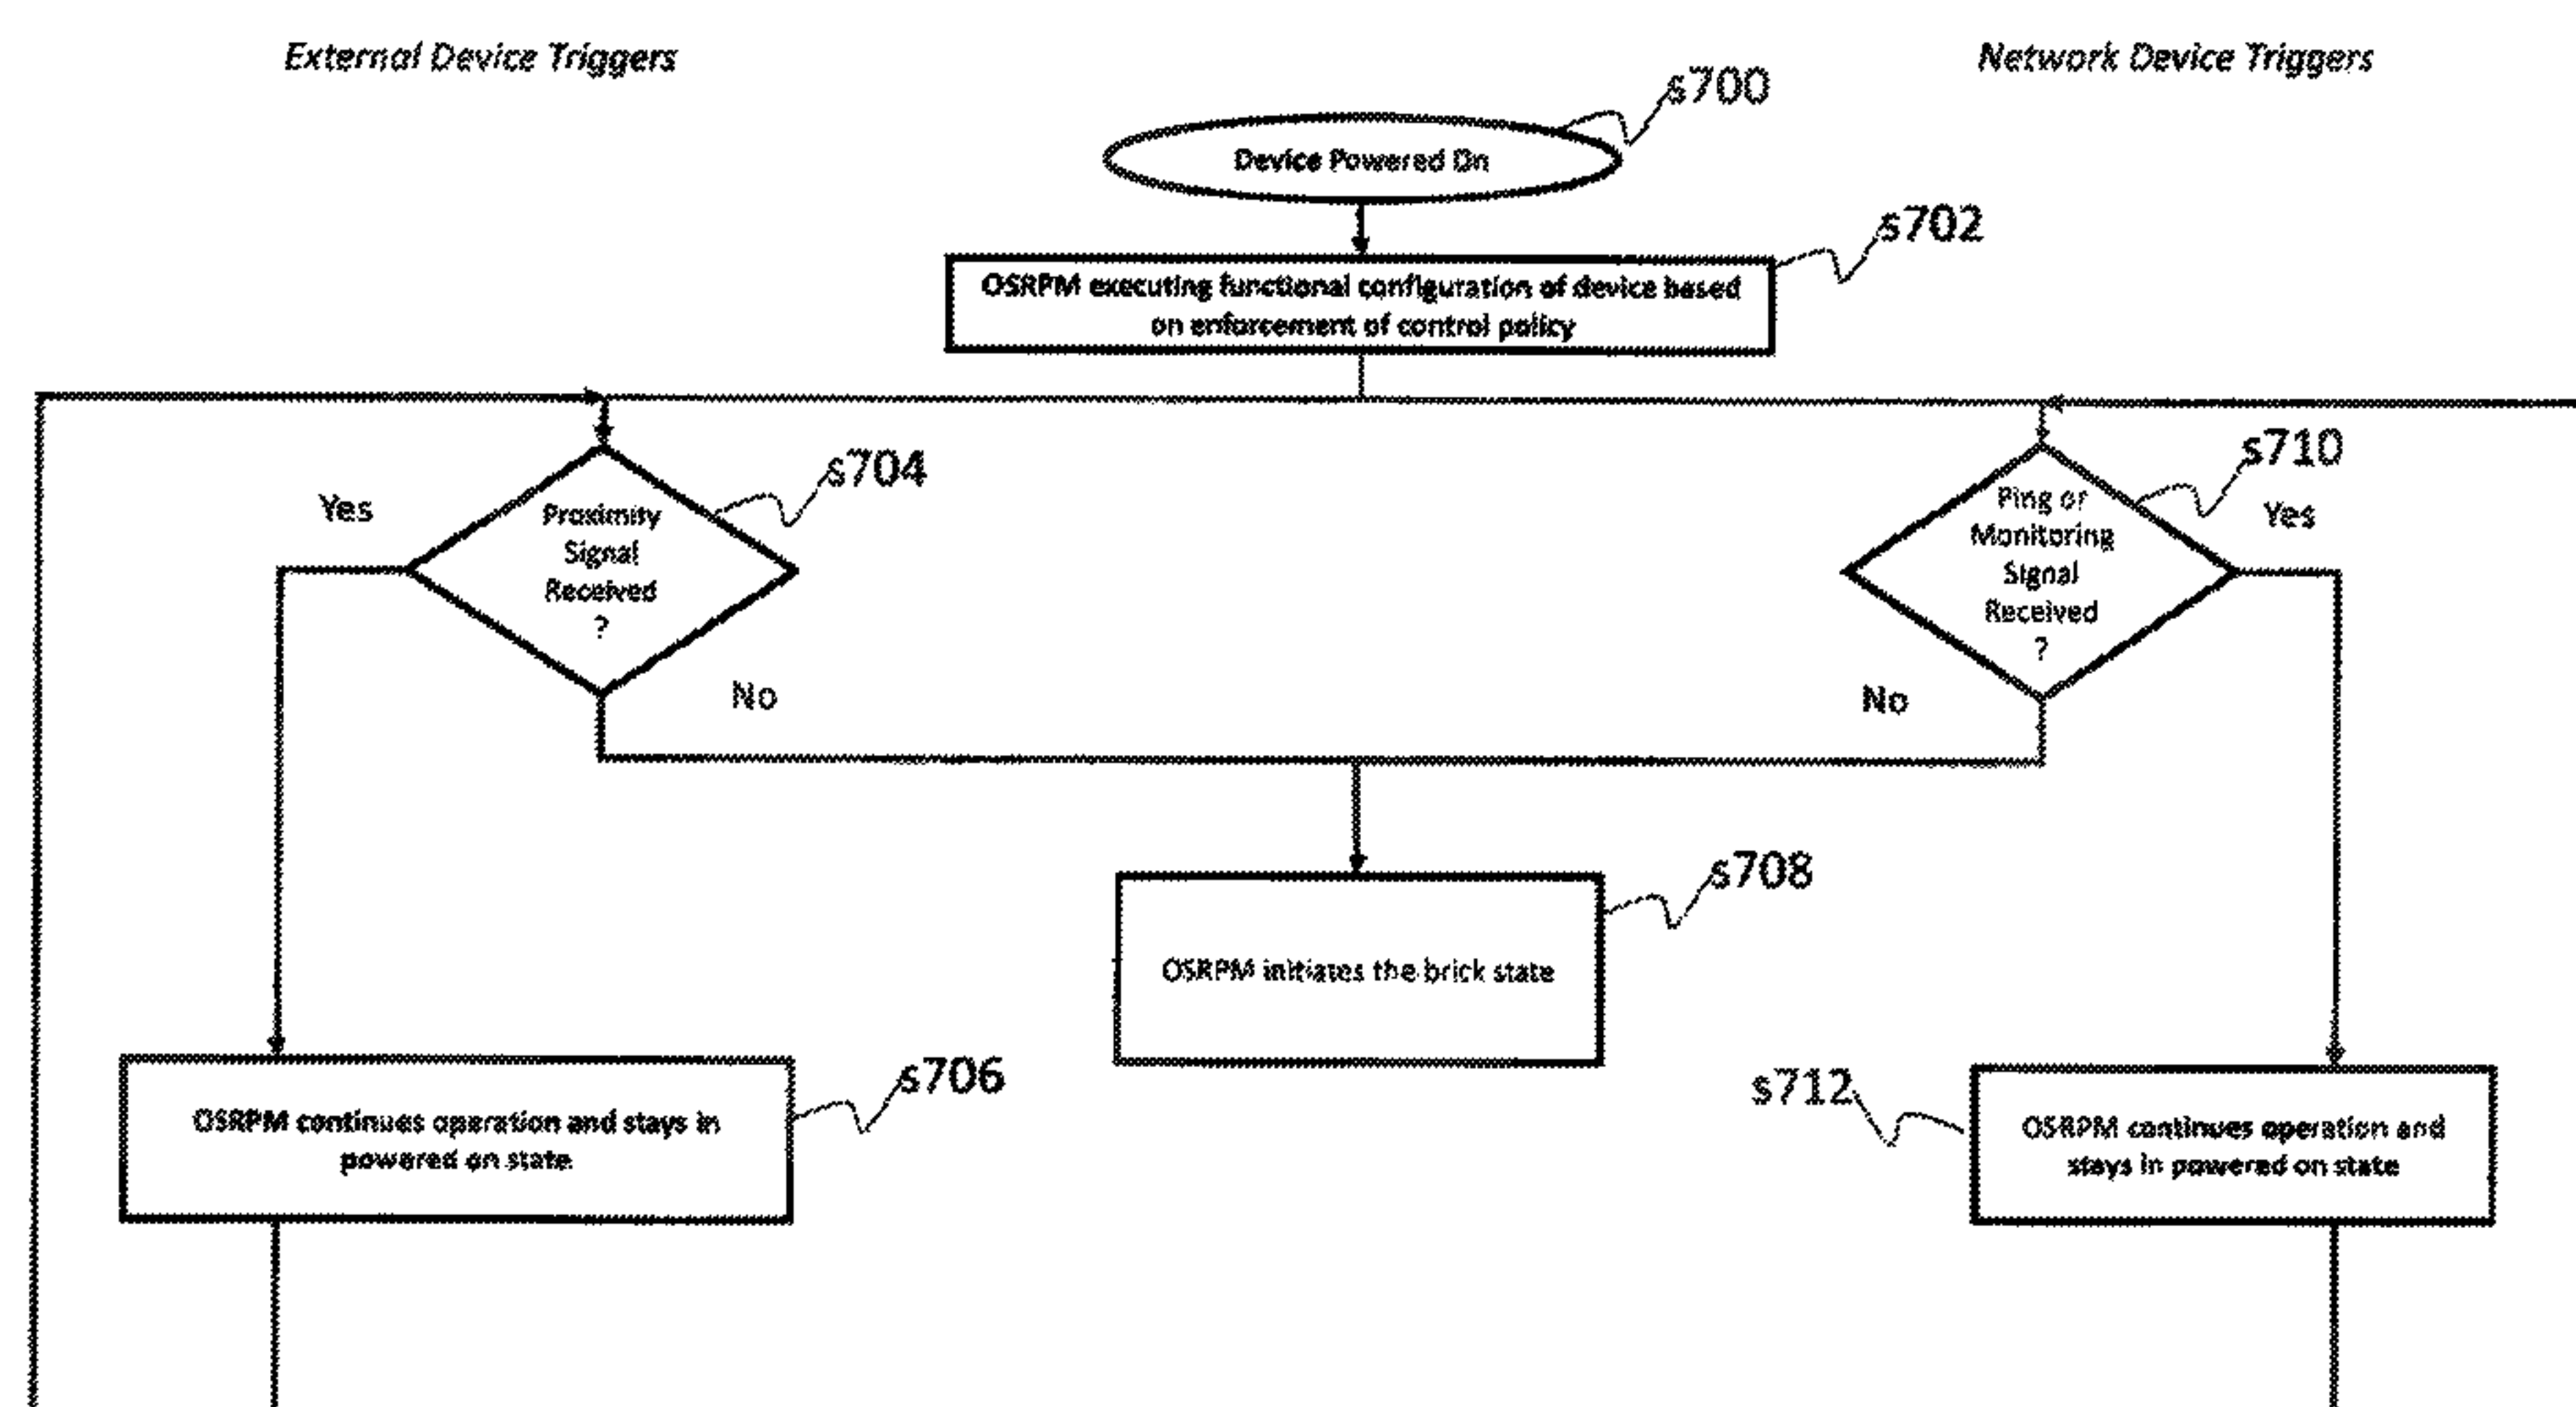 External Device Triggers
Network Device Triggers
s700
Device Powered On
s702
OSRPM executing functional configuration of device based
on enforcement of control policy
s704
Yes
Proximity
Signal
Received
?
No
s710
Yes
Ping or
Monitoring
Signal
Received
?
No
s708
OSRPM initiates the brick state
s706
OSRPM continues operation and stays in
powered on state
s712
OSRPM continues operation and
stays in powered on state